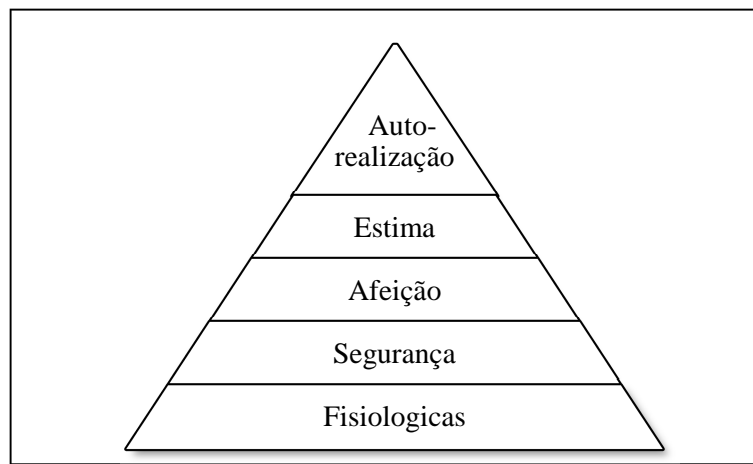 Auto-
realização
Estima
Afeição
Segurança
Fisiologicas